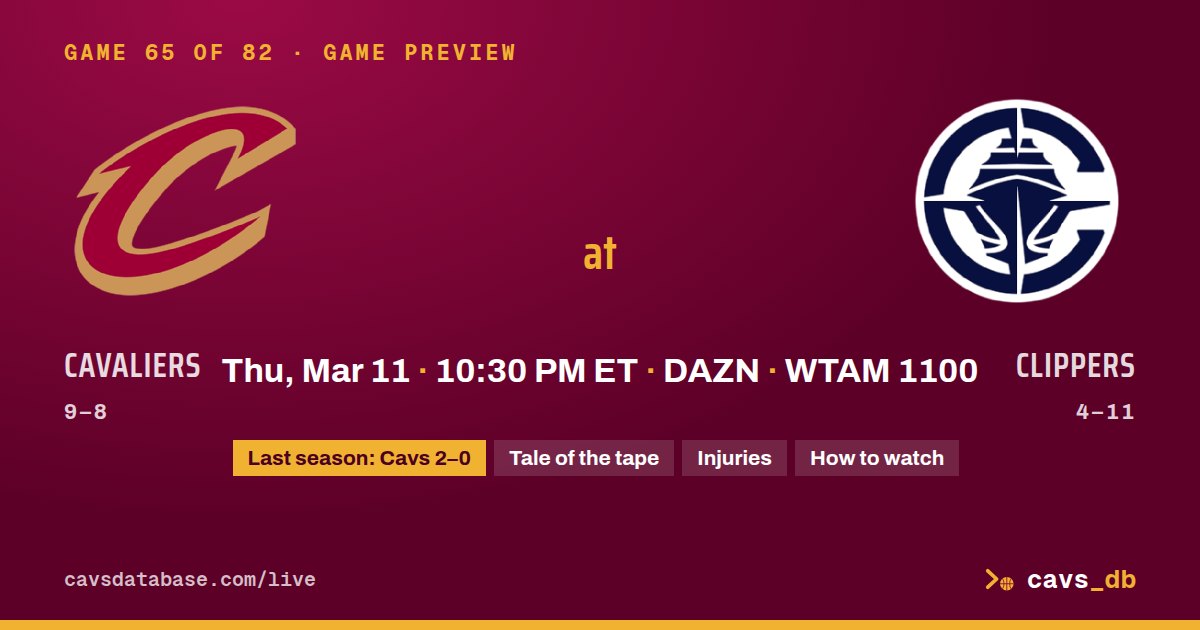 GAME 65 OF 82 · GAME PREVIEW
at
CAVALIERS
Thu, Mar 11 · 10:30 PM ET · DAZN · WTAM 1100
CLIPPERS
9–8
4–11
Last season: Cavs 2–0
Tale of the tape
Injuries
How to watch
cavsdatabase.com/live
cavs_db